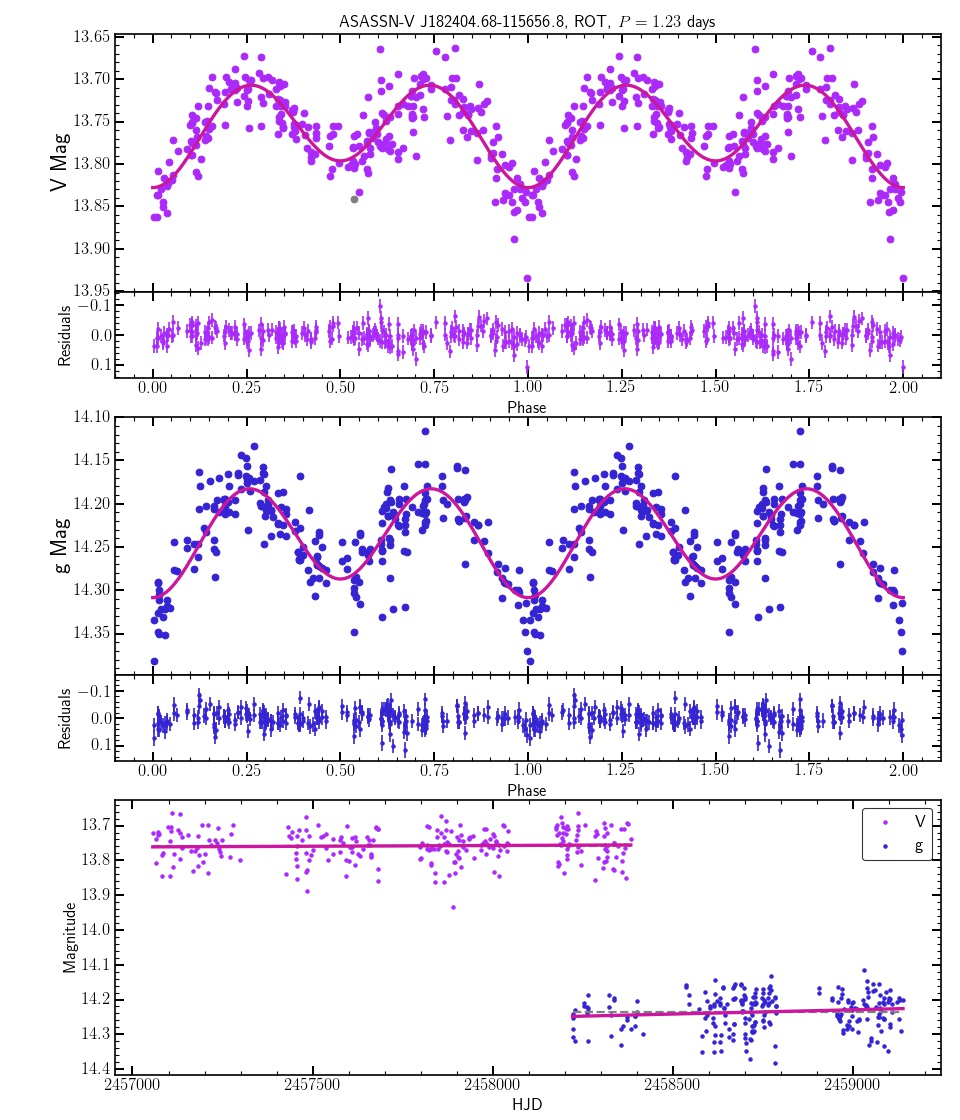 ASASSN-V J182404.68-115656.8, ROT, P = 1.23 days
13.65
13.70
13.75
13.80
13.85
13.90
13.95
V Mag
−0.1
0.0
0.1
Residuals
0.00 0.25 0.50 0.75 1.00 1.25 1.50 1.75 2.00
Phase
14.10
14.15
14.20
14.25
14.30
14.35
g Mag
−0.1
0.0
0.1
Residuals
0.00 0.25 0.50 0.75 1.00 1.25 1.50 1.75 2.00
Phase
13.7
13.8
13.9
14.0
14.1
14.2
14.3
14.4
Magnitude
V
g
2457000 2457500 2458000 2458500 2459000
HJD